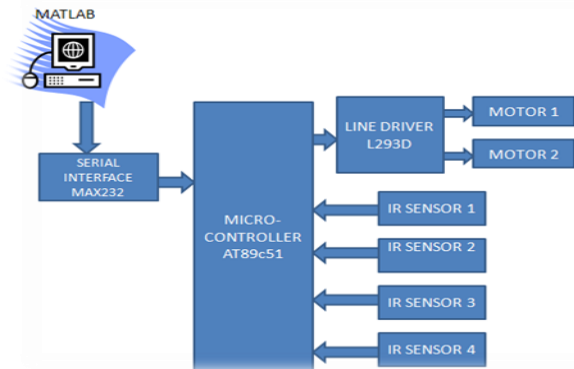 MATLAB
SERIAL
INTERFACE
MAX232
MICRO-
CONTROLLER
AT89c51
LINE DRIVER
L293D
MOTOR 1
MOTOR 2
IR SENSOR 1
IR SENSOR 2
IR SENSOR 3
IR SENSOR 4